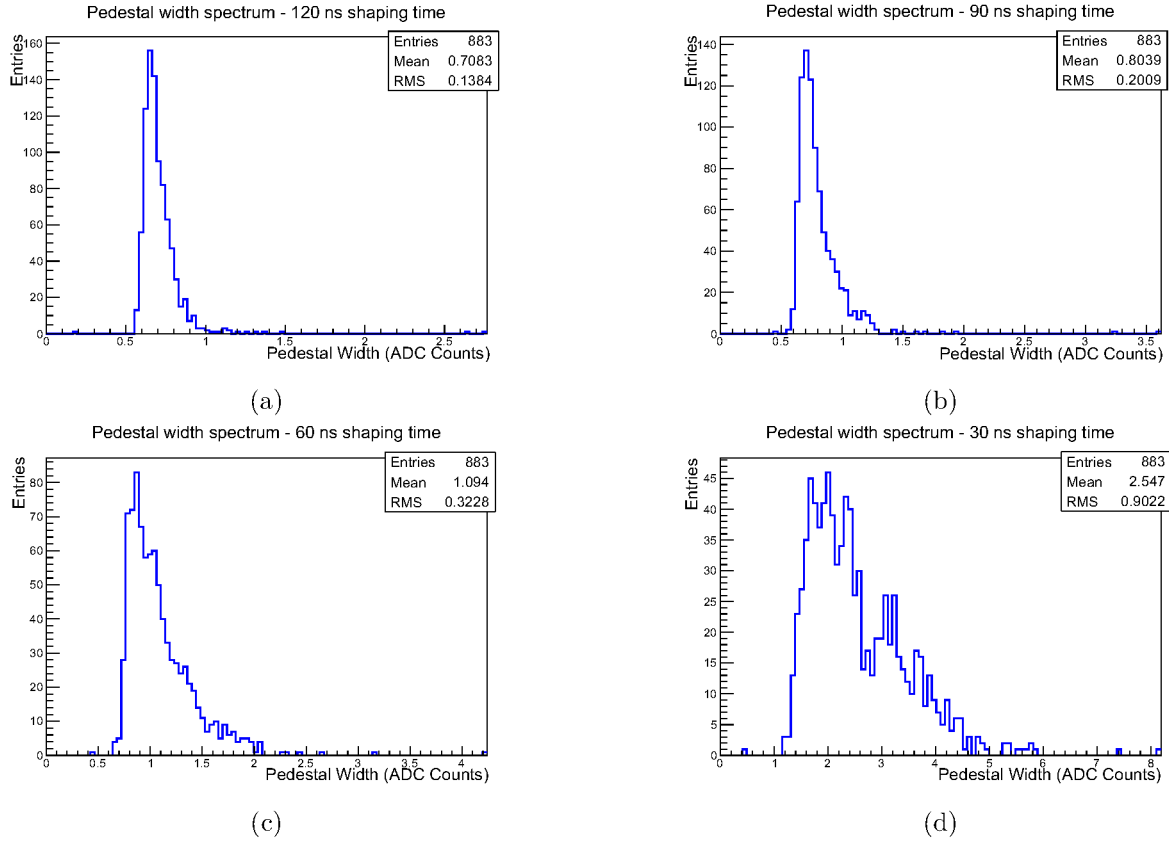 Pedestal width spectrum - 120 ns shaping time
Entries
Entries 883
Mean 0.7083
RMS 0.1384
160
140
120
100
80
60
40
20
0
0 0.5 1 1.5 2 2.5
Pedestal Width (ADC Counts)
(a)
Pedestal width spectrum - 90 ns shaping time
Entries
Entries 883
Mean 0.8039
RMS 0.2009
140
120
100
80
60
40
20
0
0 0.5 1 1.5 2 2.5 3 3.5
Pedestal Width (ADC Counts)
(b)
Pedestal width spectrum - 60 ns shaping time
Entries
Entries 883
Mean 1.094
RMS 0.3228
80
70
60
50
40
30
20
10
0
0 0.5 1 1.5 2 2.5 3 3.5 4
Pedestal Width (ADC Counts)
(c)
Pedestal width spectrum - 30 ns shaping time
Entries
Entries 883
Mean 2.547
RMS 0.9022
45
40
35
30
25
20
15
10
5
0
0 1 2 3 4 5 6 7 8
Pedestal Width (ADC Counts)
(d)